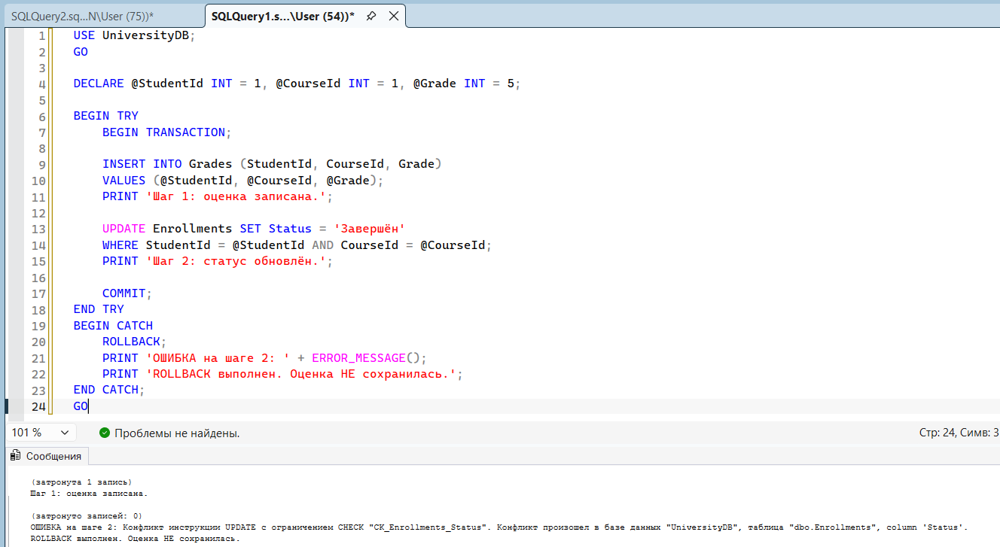 SQLQuery2.sq...N\User (75))*
SQLQuery1.s...\User (54))*
1 USE UniversityDB;
2 GO
3
4 DECLARE @StudentId INT = 1, @CourseId INT = 1, @Grade INT = 5;
5
6 BEGIN TRY
7 BEGIN TRANSACTION;
8
9 INSERT INTO Grades (StudentId, CourseId, Grade)
10 VALUES (@StudentId, @CourseId, @Grade);
11 PRINT 'Шаг 1: оценка записана.';
12
13 UPDATE Enrollments SET Status = 'Завершён'
14 WHERE StudentId = @StudentId AND CourseId = @CourseId;
15 PRINT 'Шаг 2: статус обновлён.';
16
17 COMMIT;
18 END TRY
19 BEGIN CATCH
20 ROLLBACK;
21 PRINT 'ОШИБКА на шаге 2: ' + ERROR_MESSAGE();
22 PRINT 'ROLLBACK выполнен. Оценка НЕ сохранилась.';
23 END CATCH;
24 GO
101 %
Проблемы не найдены.
Стр: 24, Симв: 3
Сообщения
(затронута 1 запись)
Шаг 1: оценка записана.
(затронуто записей: 0)
ОШИБКА на шаге 2: Конфликт инструкции UPDATE с ограничением CHECK "CK_Enrollments_Status". Конфликт произошел в базе данных "UniversityDB", таблица "dbo.Enrollments", column 'Status'.
ROLLBACK выполнен. Оценка НЕ сохранилась.